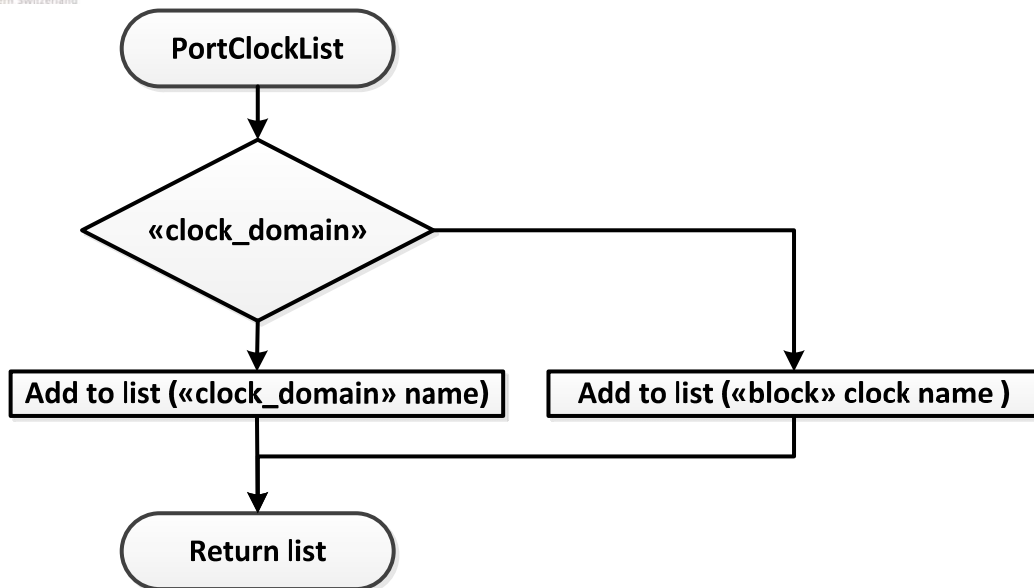 PortClockList
«clock_domain»
Add to list («clock_domain» name)
Add to list («block» clock name )
Return list